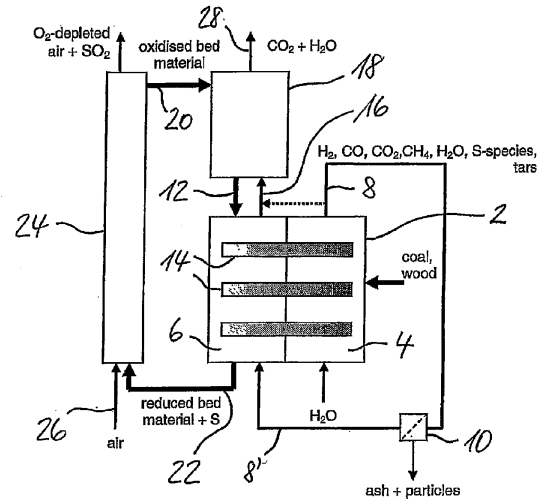 O₂-depleted
air + SO₂
oxidised bed
material
28
CO₂ + H₂O
18
20
16
H₂, CO, CO₂,CH₄, H₂O, S-species,
tars
12
8
2
24
14
coal,
wood
6
4
reduced bed
material + S
H₂O
26
air
22
8'
10
ash + particles